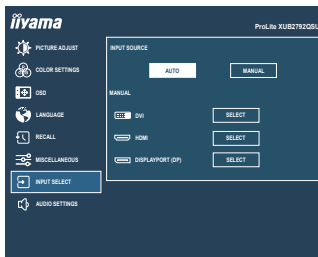 iiyama
ProLite XUB2792QSU
PICTURE ADJUST
COLOR SETTINGS
OSD
LANGUAGE
RECALL
MISCELLANEOUS
INPUT SELECT
AUDIO SETTINGS
INPUT SOURCE
AUTO MANUAL
MANUAL
DVI SELECT
HDMI SELECT
DISPLAYPORT (DP) SELECT